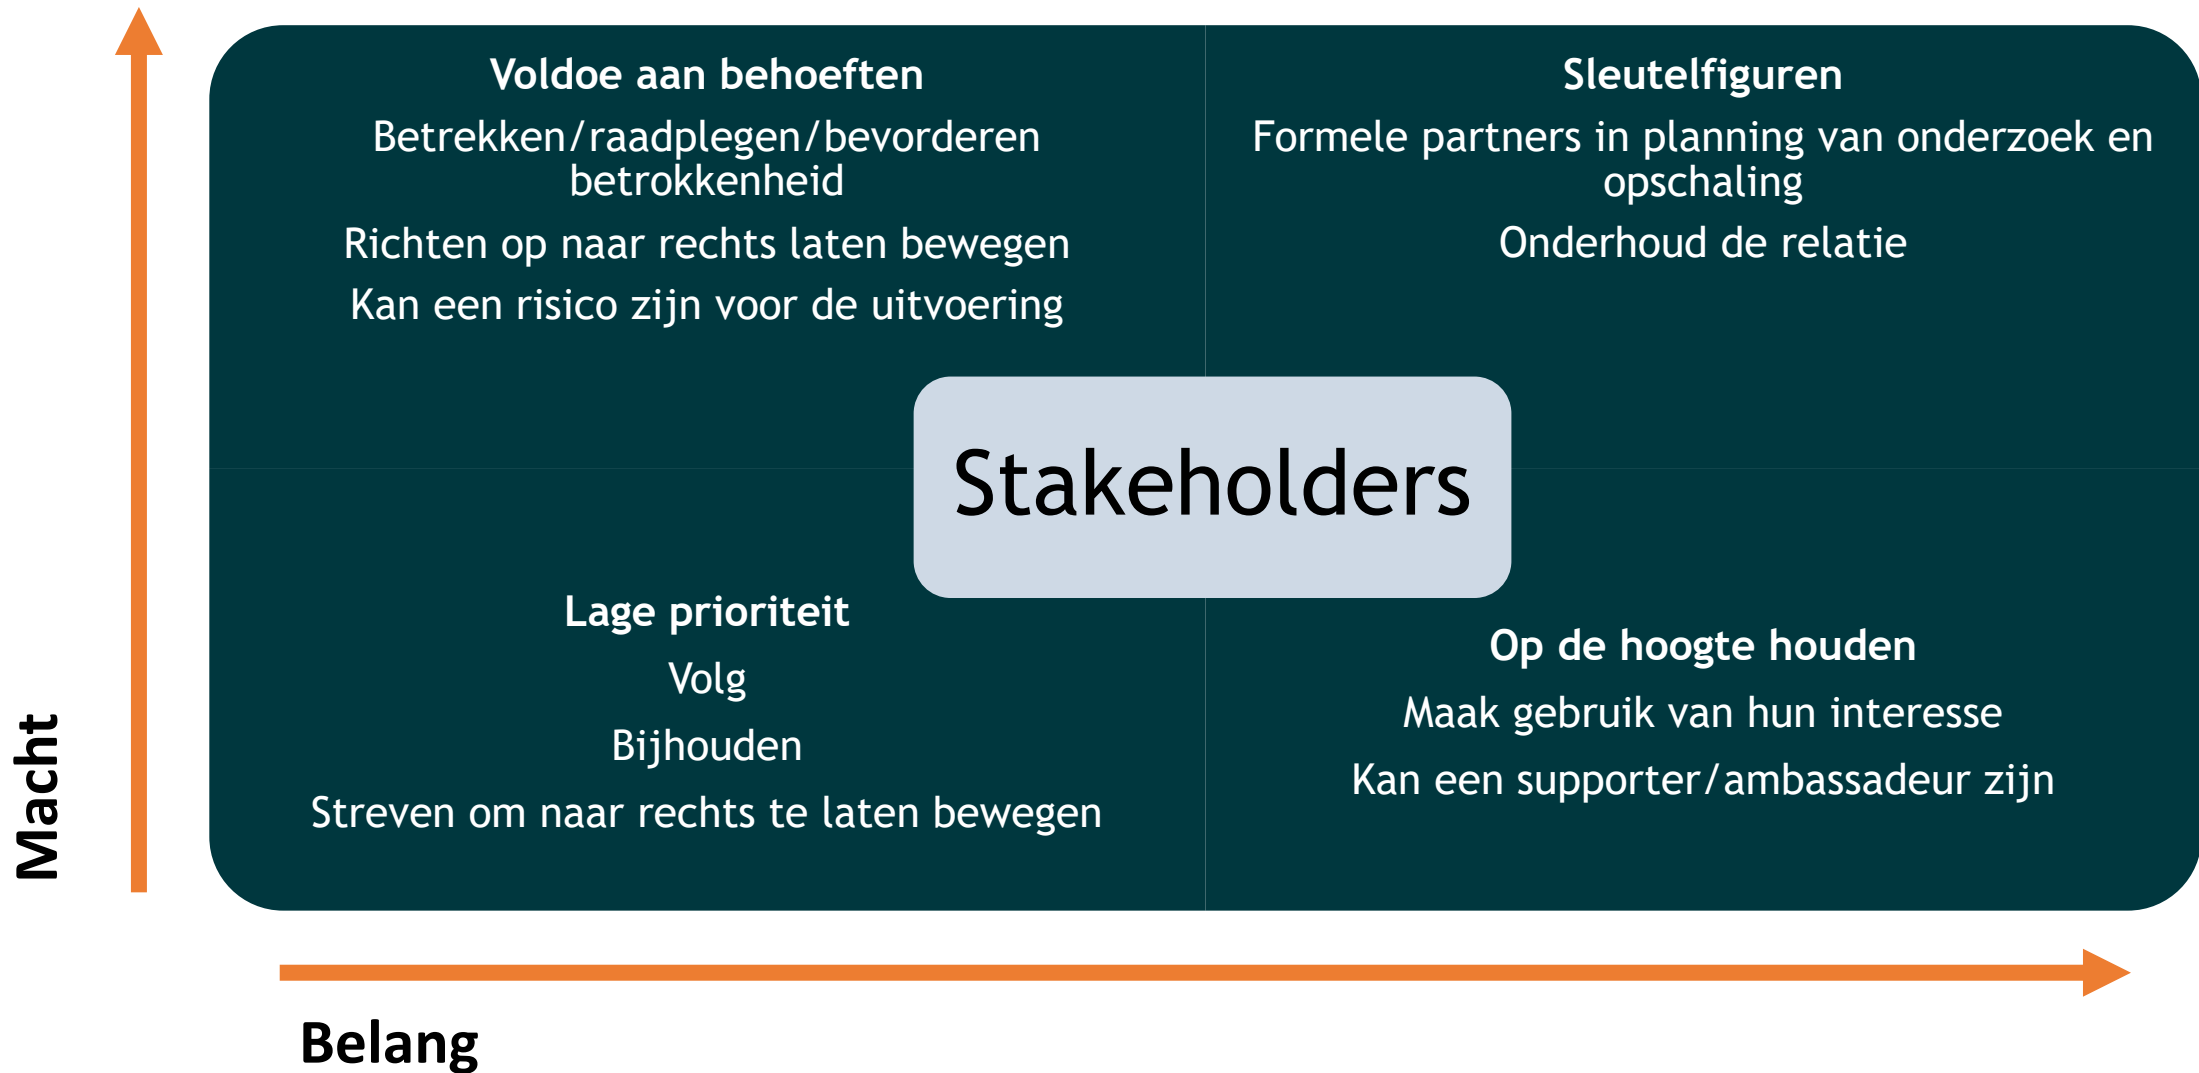 Voldoe aan behoeften
Betrekken/raadplegen/bevorderen
betrokkenheid
Richten op naar rechts laten bewegen
Kan een risico zijn voor de uitvoering
Sleutelfiguren
Formele partners in planning van onderzoek en
opschaling
Onderhoud de relatie
Stakeholders
Lage prioriteit
Volg
Bijhouden
Streven om naar rechts te laten bewegen
Op de hoogte houden
Maak gebruik van hun interesse
Kan een supporter/ambassadeur zijn
Macht
Belang